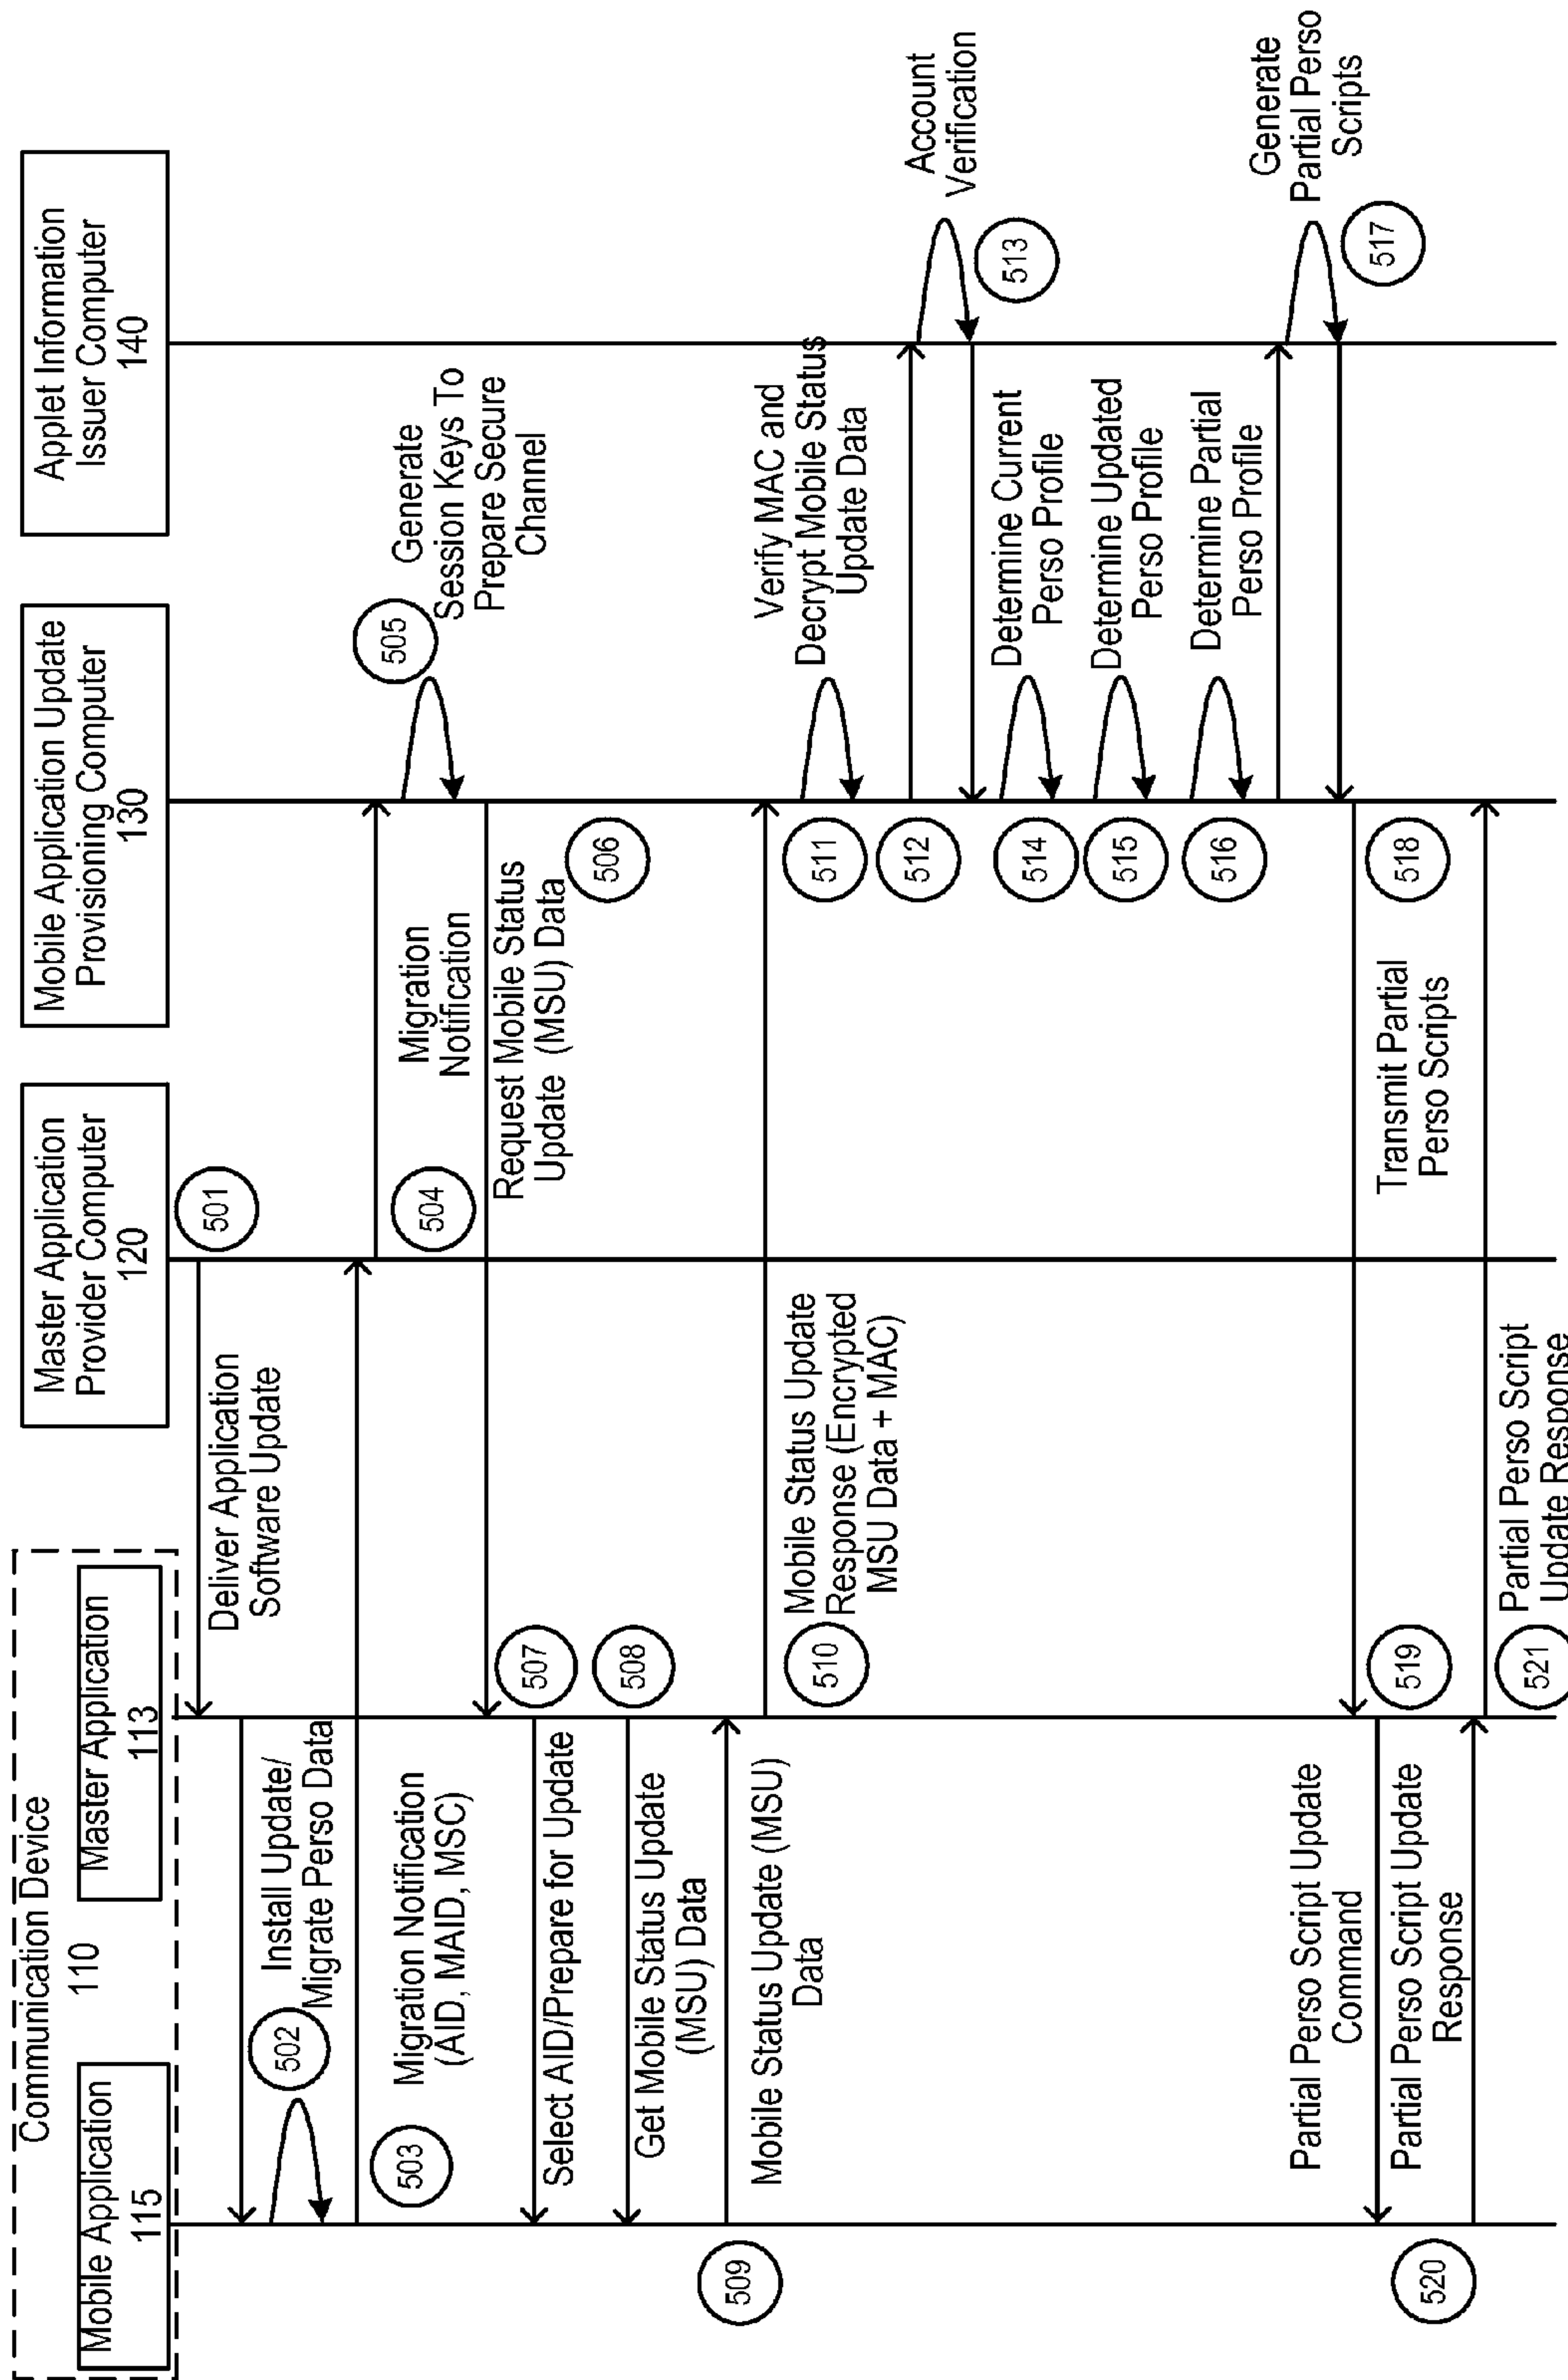 Communication Device
110
Mobile Application
115
Master Application
113
Master Application
Provider Computer
120
Mobile Application Update
Provisioning Computer
130
Applet Information
Issuer Computer
140
501
Deliver Application
Software Update
502
Install Update/
Migrate Perso Data
503
Migration Notification
(AID, MAID, MSC)
504
Migration
Notification
505
Generate
Session Keys To
Prepare Secure
Channel
506
Request Mobile Status
Update (MSU) Data
507
Select AID/Prepare for Update
508
Get Mobile Status Update
(MSU) Data
509
Mobile Status Update (MSU)
Data
510
Mobile Status Update
Response (Encrypted
MSU Data + MAC)
511
Verify MAC and
Decrypt Mobile Status
Update Data
512
513
Account
Verification
514
Determine Current
Perso Profile
515
Determine Updated
Perso Profile
516
Determine Partial
Perso Profile
517
Generate
Partial Perso
Scripts
518
Transmit Partial
Perso Scripts
519
Partial Perso Script Update
Command
520
Partial Perso Script Update
Response
521
Partial Perso Script
Update Response